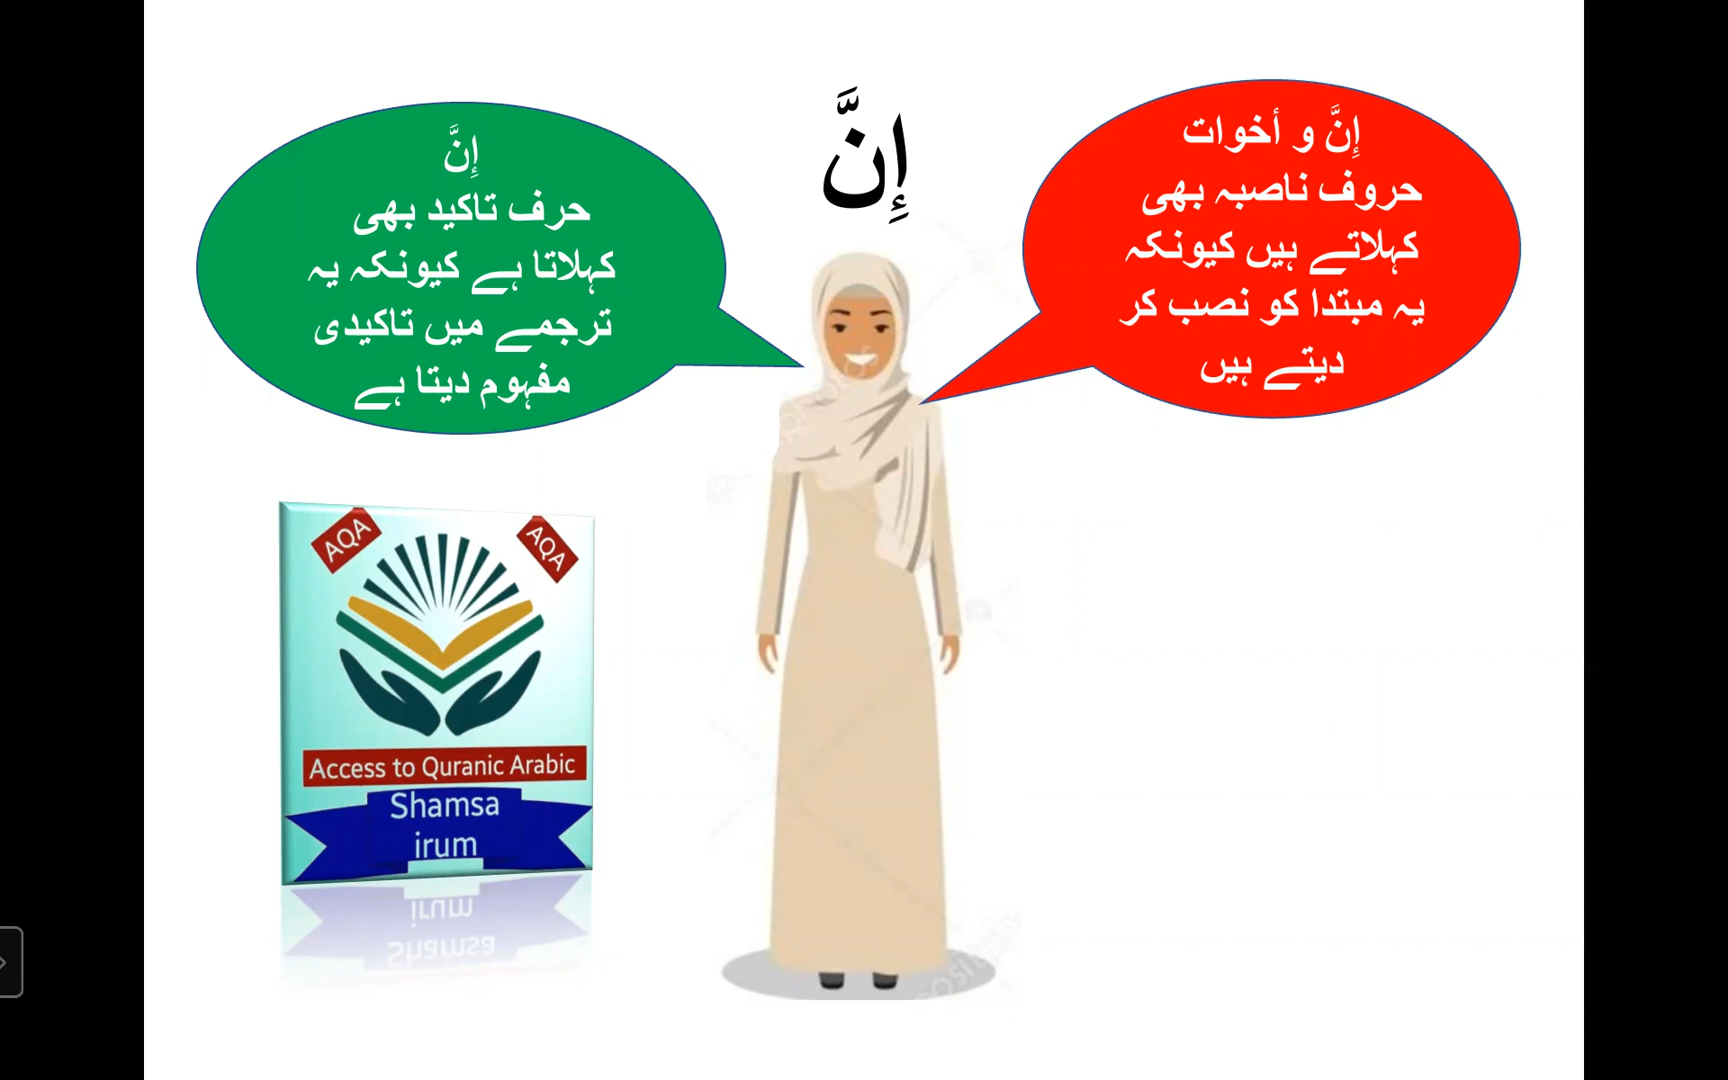 إِنَّ
إِنَّ و أخوات
حروف ناصبہ بھی
کہلاتے ہیں کیونکہ
یہ مبتدا کو نصب کر
دیتے ہیں
إِنَّ
حرف تاکید بھی
کہلاتا ہے کیونکہ یہ
ترجمے میں تاکیدی
مفہوم دیتا ہے
AQA
AQA
Access to Quranic Arabic
Shamsa
irum